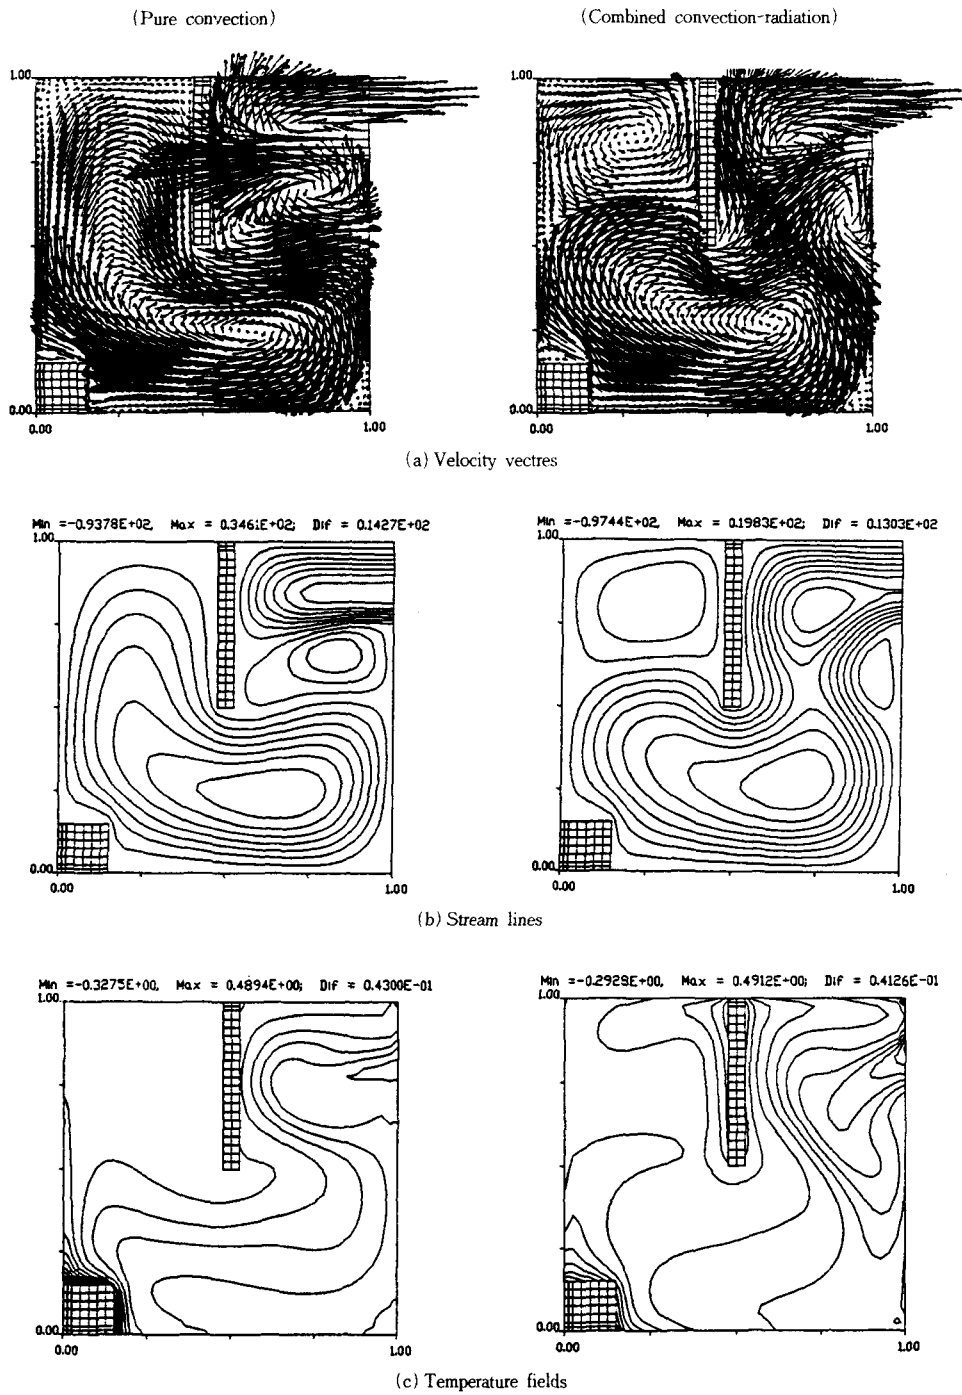 (Pure convection) (Combined convection-radiation)
1.00 1.00
0.00 0.00
0.00 1.00 0.00 1.00
(a) Velocity vectres
Min =-0.9378E+02, Max = 0.3461E+02; Dif = 0.1427E+02 Min =-0.9744E+02, Max = 0.1983E+02; Dif = 0.1303E+02
1.00 1.00
0.00 0.00
0.00 1.00 0.00 1.00
(b) Stream lines
Min =-0.3275E+00, Max = 0.4894E+00; Dif = 0.4300E-01 Min =-0.2928E+00, Max = 0.4912E+00; Dif = 0.4126E-01
1.00 1.00
0.00 0.00
0.00 1.00 0.00 1.00
(c) Temperature fields